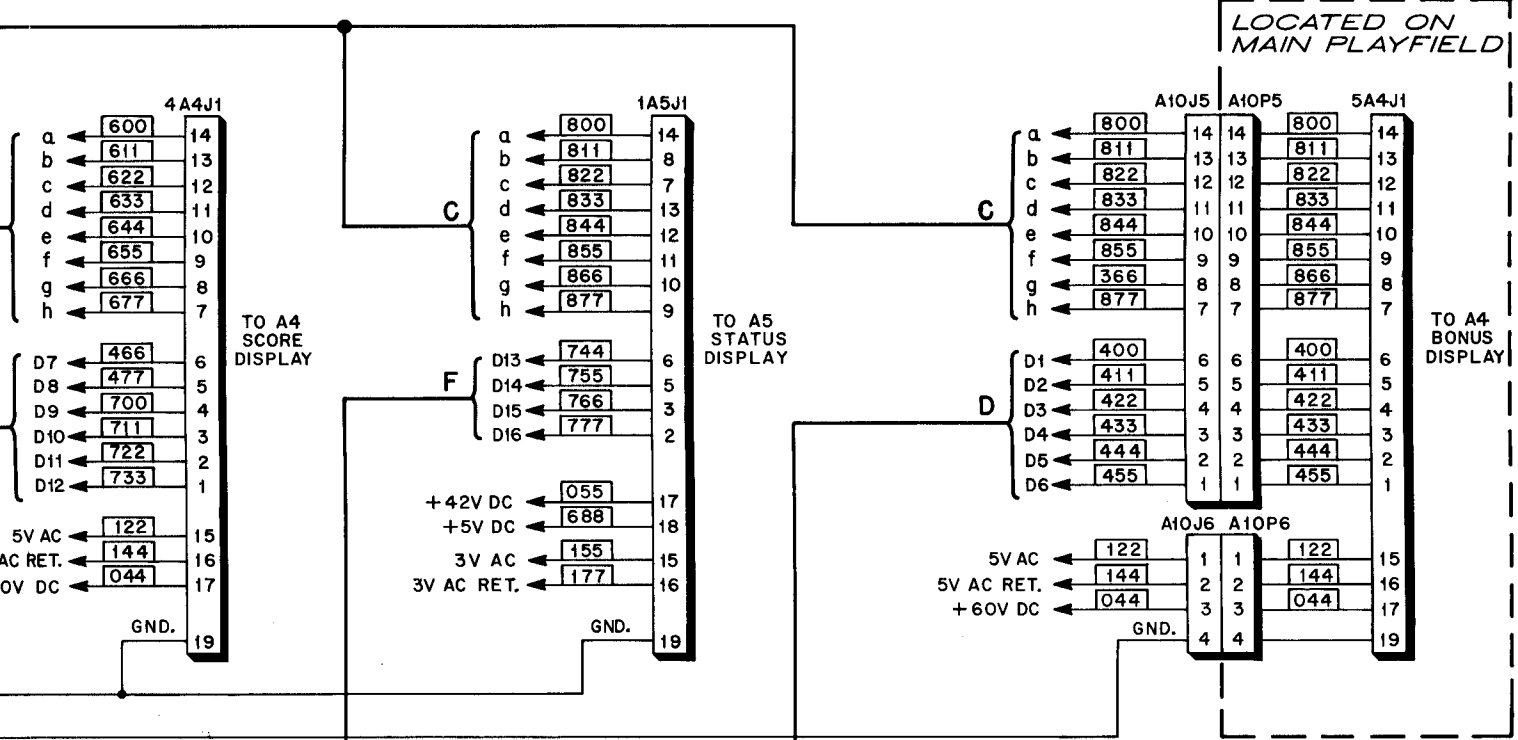 LOCATED ON
MAIN PLAYFIELD
4A4J1
a 600 14
b 611 13
c 622 12
d 633 11
e 644 10
f 655 9
g 666 8
h 677 7
D7 466 6
D8 477 5
D9 700 4
D10 711 3
D11 722 2
D12 733 1
5V AC 122 15
AC RET. 144 16
0V DC 044 17
GND. 19
TO A4
SCORE
DISPLAY
1A5J1
C
a 800 14
b 811 8
c 822 7
d 833 13
e 844 12
f 855 11
g 866 10
h 877 9
F
D13 744 6
D14 755 5
D15 766 3
D16 777 2
+42V DC 055 17
+5V DC 688 18
3V AC 155 15
3V AC RET. 177 16
GND. 19
TO A5
STATUS
DISPLAY
A10J5 A10P5 5A4J1
C
a 800 14 14 800 14
b 811 13 13 811 13
c 822 12 12 822 12
d 833 11 11 833 11
e 844 10 10 844 10
f 855 9 9 855 9
g 366 8 8 866 8
h 877 7 7 877 7
D
D1 400 6 6 400 6
D2 411 5 5 411 5
D3 422 4 4 422 4
D4 433 3 3 433 3
D5 444 2 2 444 2
D6 455 1 1 455 1
A10J6 A10P6
5V AC 122 1 1 122 15
5V AC RET. 144 2 2 144 16
+60V DC 044 3 3 044 17
GND. 4 4 19
TO A4
BONUS
DISPLAY